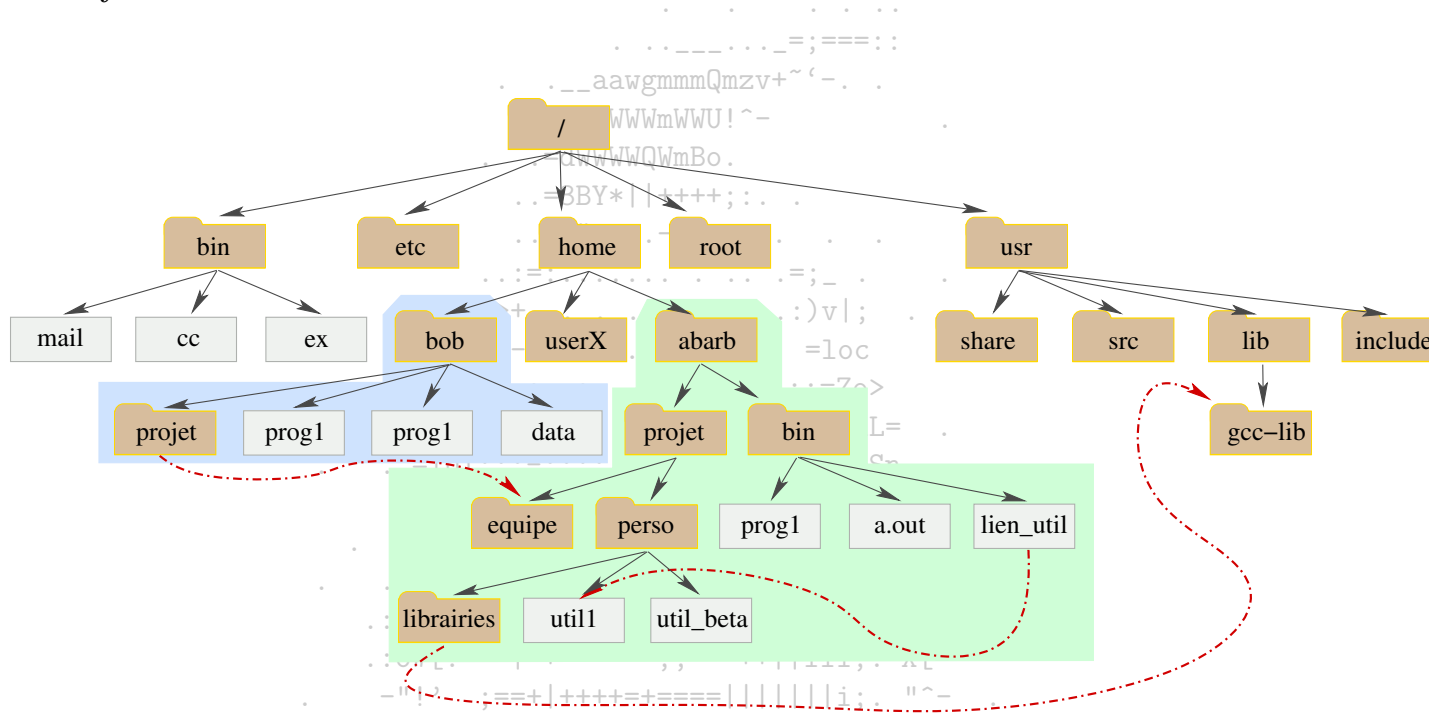 /
bin etc home root usr
mail cc ex bob userX abarb share src lib include
projet prog1 prog1 data projet bin gcc−lib
equipe perso prog1 a.out lien_util
librairies util1 util_beta